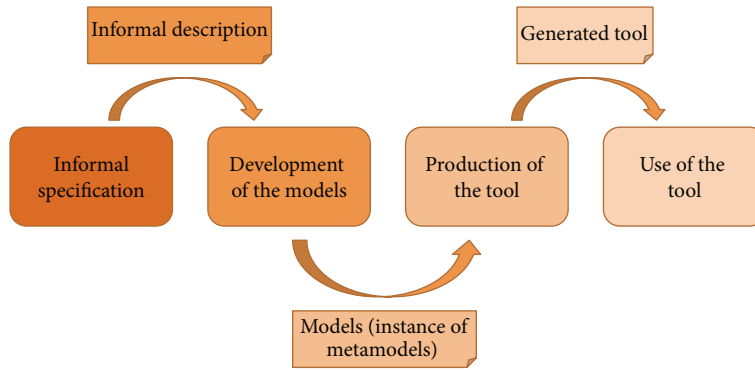 Informal description
Generated tool
Informal
specification
Development
of the models
Production of
the tool
Use of the
tool
Models (instance of
metamodels)